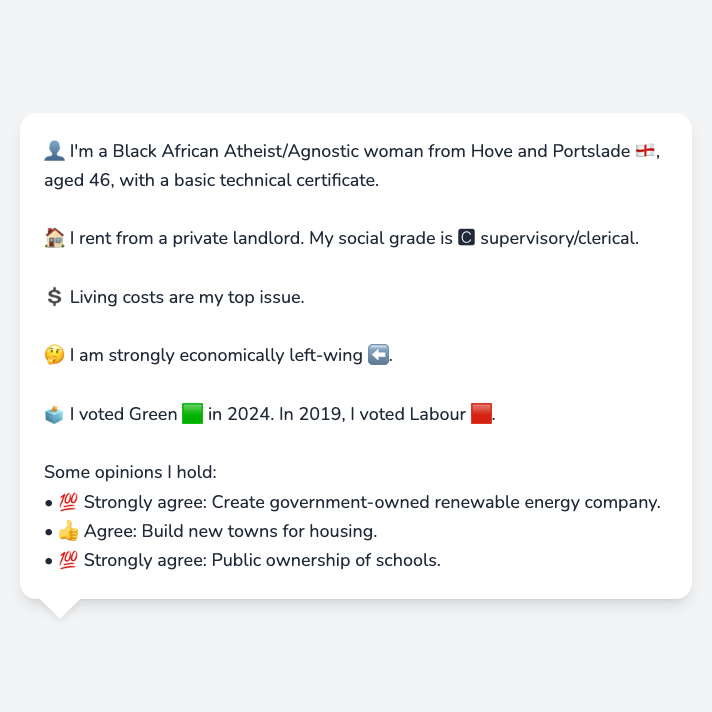 👤 I'm a Black African Atheist/Agnostic woman from Hove and Portslade 🏴󠁧󠁢󠁥󠁮󠁧󠁿,
aged 46, with a basic technical certificate.
🏠 I rent from a private landlord. My social grade is 🅲 supervisory/clerical.
💲 Living costs are my top issue.
🤔 I am strongly economically left-wing ⬅️.
🗳️ I voted Green 🟩 in 2024. In 2019, I voted Labour 🟥.
Some opinions I hold:
• 💯 Strongly agree: Create government-owned renewable energy company.
• 👍 Agree: Build new towns for housing.
• 💯 Strongly agree: Public ownership of schools.